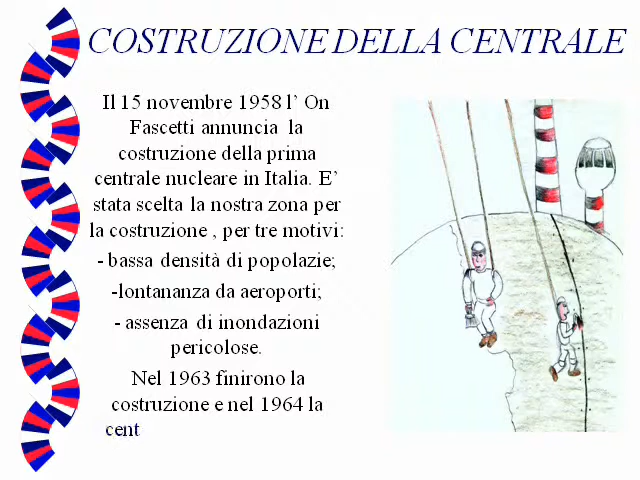 COSTRUZIONE DELLA CENTRALE
Il 15 novembre 1958 l’ On
Fascetti annuncia la
costruzione della prima
centrale nucleare in Italia. E’
stata scelta la nostra zona per
la costruzione , per tre motivi:
- bassa densità di popolazie;
-lontananza da aeroporti;
- assenza di inondazioni
pericolose.
Nel 1963 finirono la
costruzione e nel 1964 la
cent